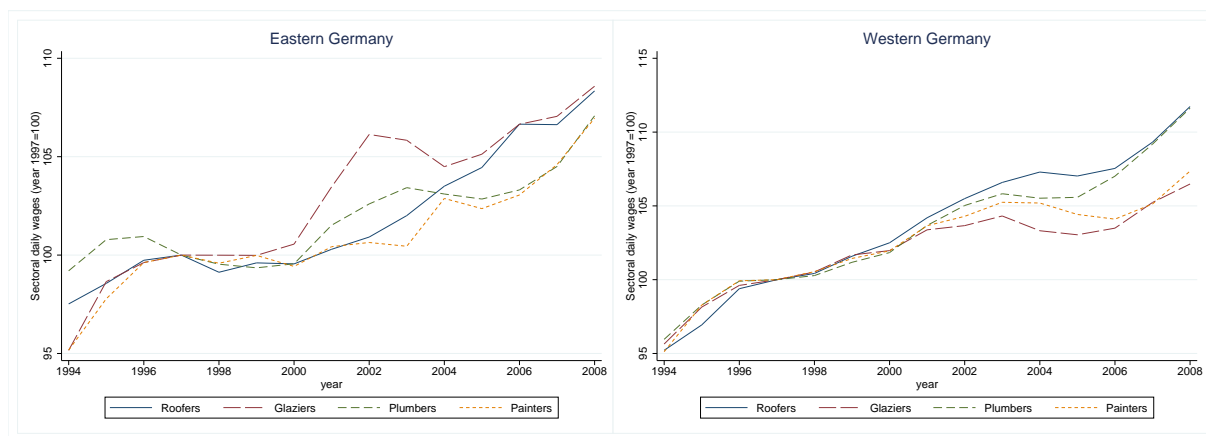 Eastern Germany
Sectoral daily wages (year 1997=100)
110
105
100
95
1994 1996 1998 2000 2002 2004 2006 2008
year
Roofers Glaziers Plumbers Painters
Western Germany
Sectoral daily wages (year 1997=100)
115
110
105
100
95
1994 1996 1998 2000 2002 2004 2006 2008
year
Roofers Glaziers Plumbers Painters